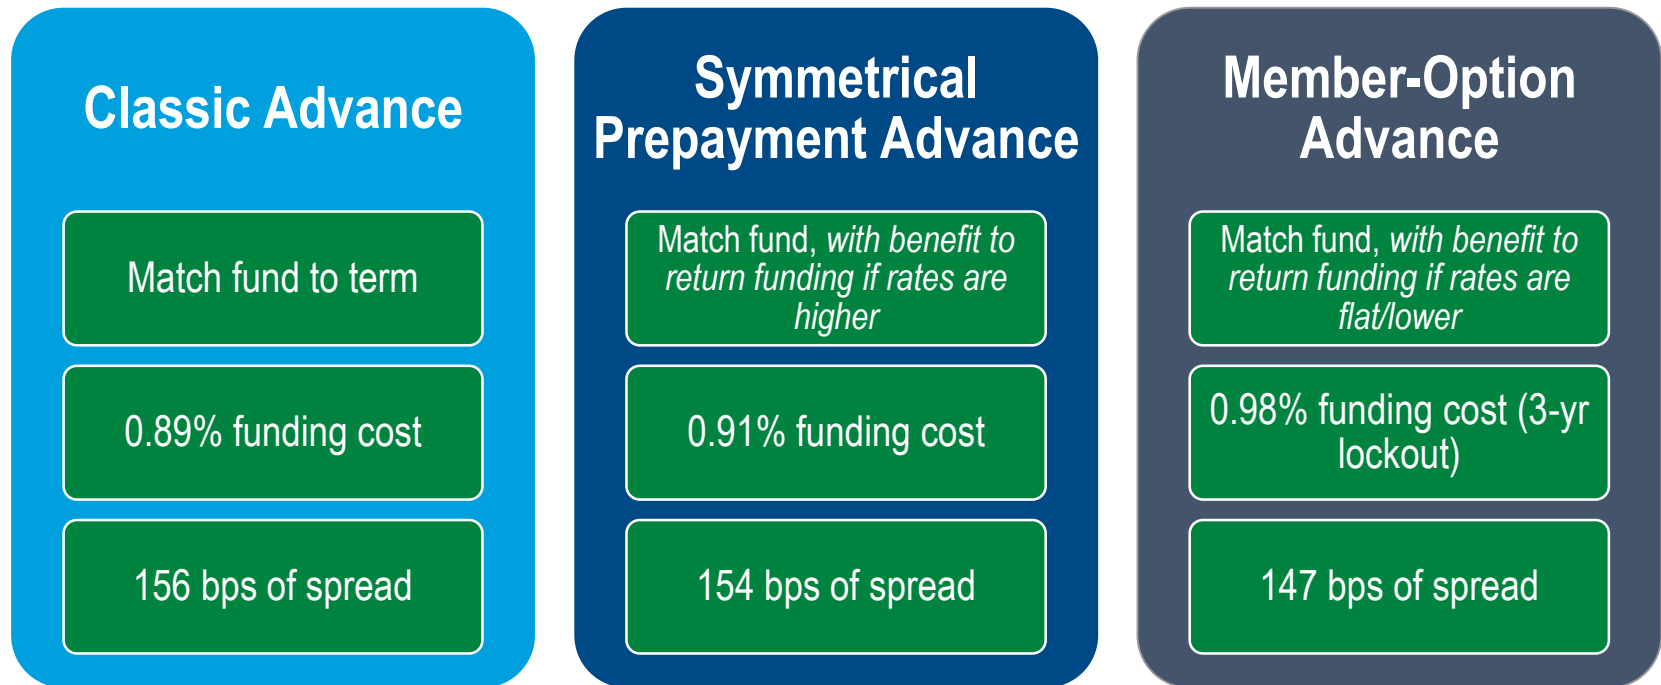 Classic Advance
Match fund to term
0.89% funding cost
156 bps of spread
Symmetrical
Prepayment Advance
Match fund, with benefit to
return funding if rates are
higher
0.91% funding cost
154 bps of spread
Member-Option
Advance
Match fund, with benefit to
return funding if rates are
flat/lower
0.98% funding cost (3-yr
lockout)
147 bps of spread